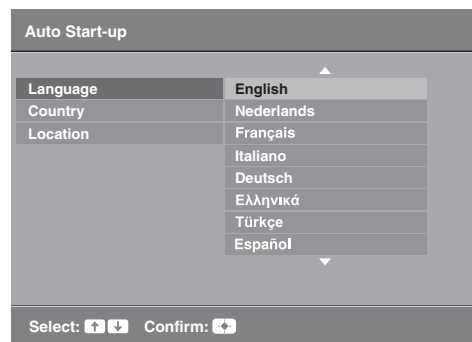 Auto Start-up
Language
Country
Location
English
Nederlands
Français
Italiano
Deutsch
Ελληνικά
Türkçe
Español
Select: Confirm: